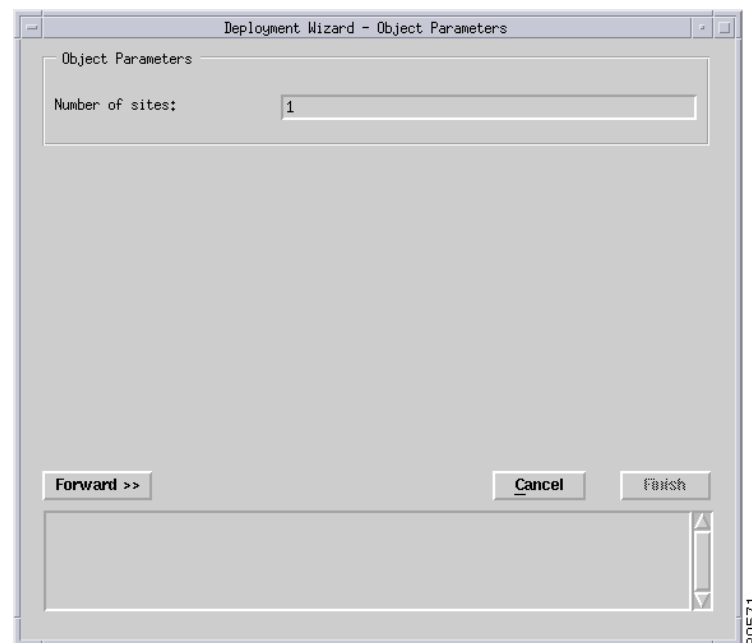 Deployment Wizard - Object Parameters
Object Parameters
Number of sites: 1
Forward >> Cancel Finish